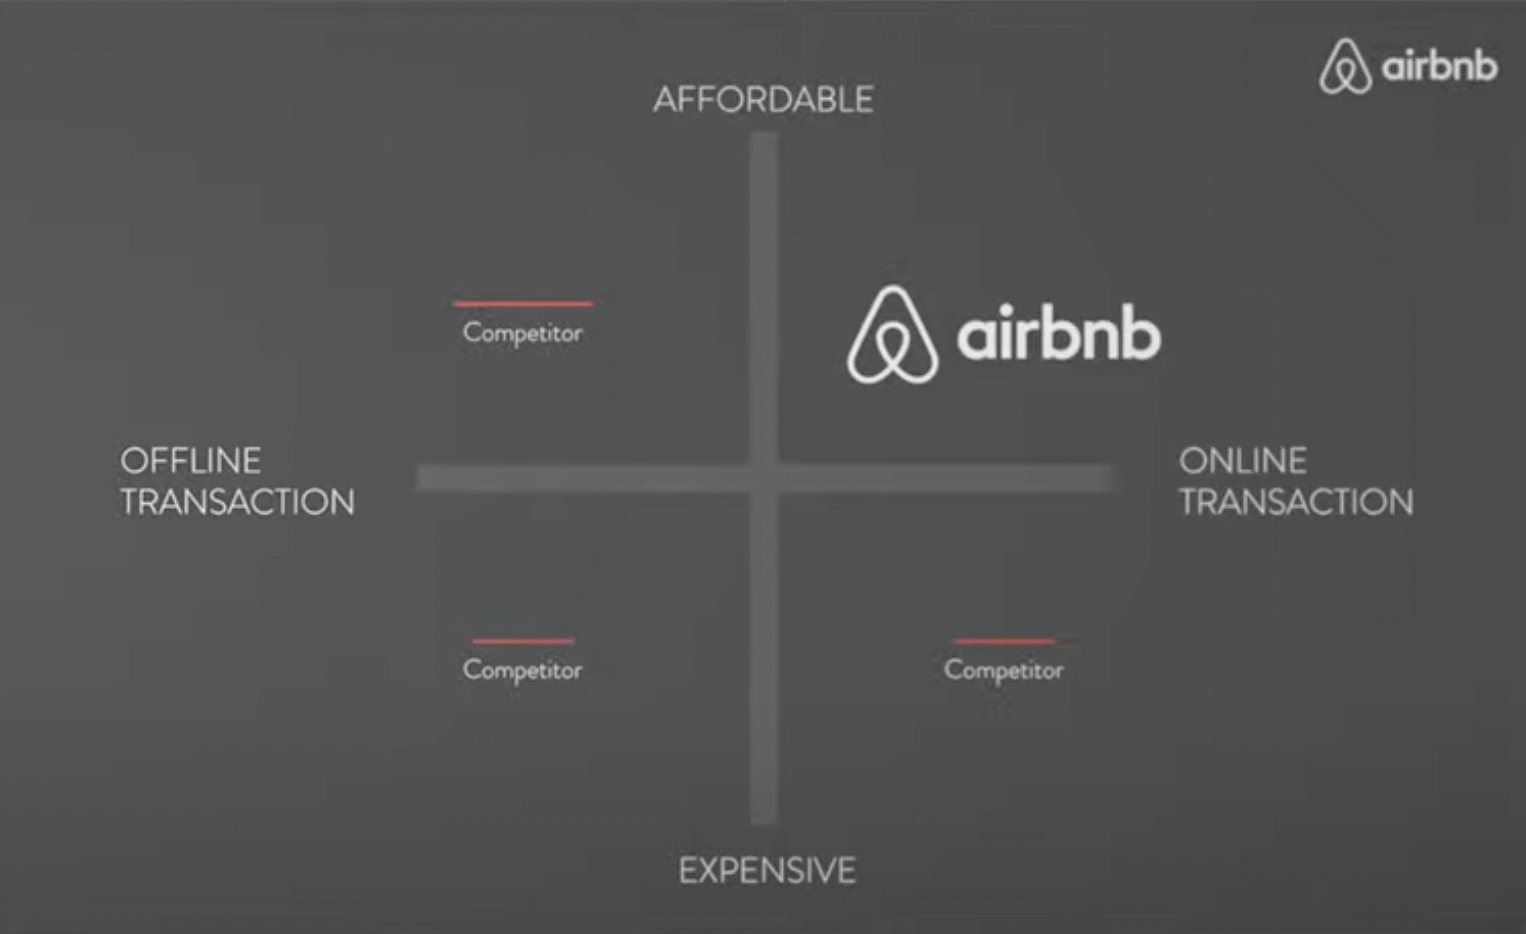 airbnb
AFFORDABLE
Competitor
airbnb
OFFLINE
TRANSACTION
ONLINE
TRANSACTION
Competitor
Competitor
EXPENSIVE